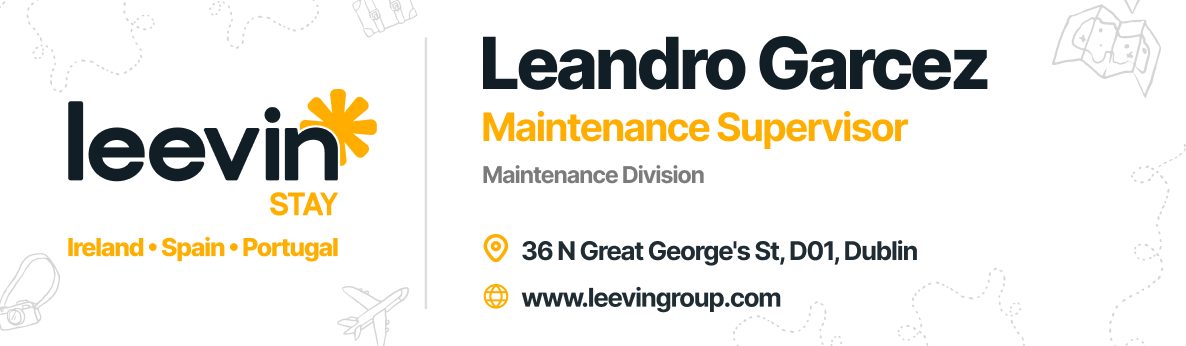 leevin
STAY
Ireland • Spain • Portugal
Leandro Garcez
Maintenance Supervisor
Maintenance Division
36 N Great George's St, D01, Dublin
www.leevingroup.com